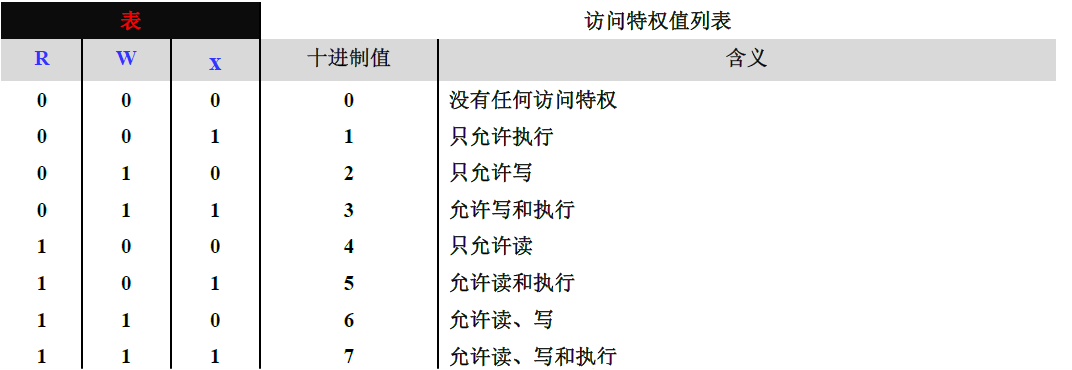 表 访问特权值列表
R W x 十进制值 含义
0 0 0 0 没有任何访问特权
0 0 1 1 只允许执行
0 1 0 2 只允许写
0 1 1 3 允许写和执行
1 0 0 4 只允许读
1 0 1 5 允许读和执行
1 1 0 6 允许读、写
1 1 1 7 允许读、写和执行